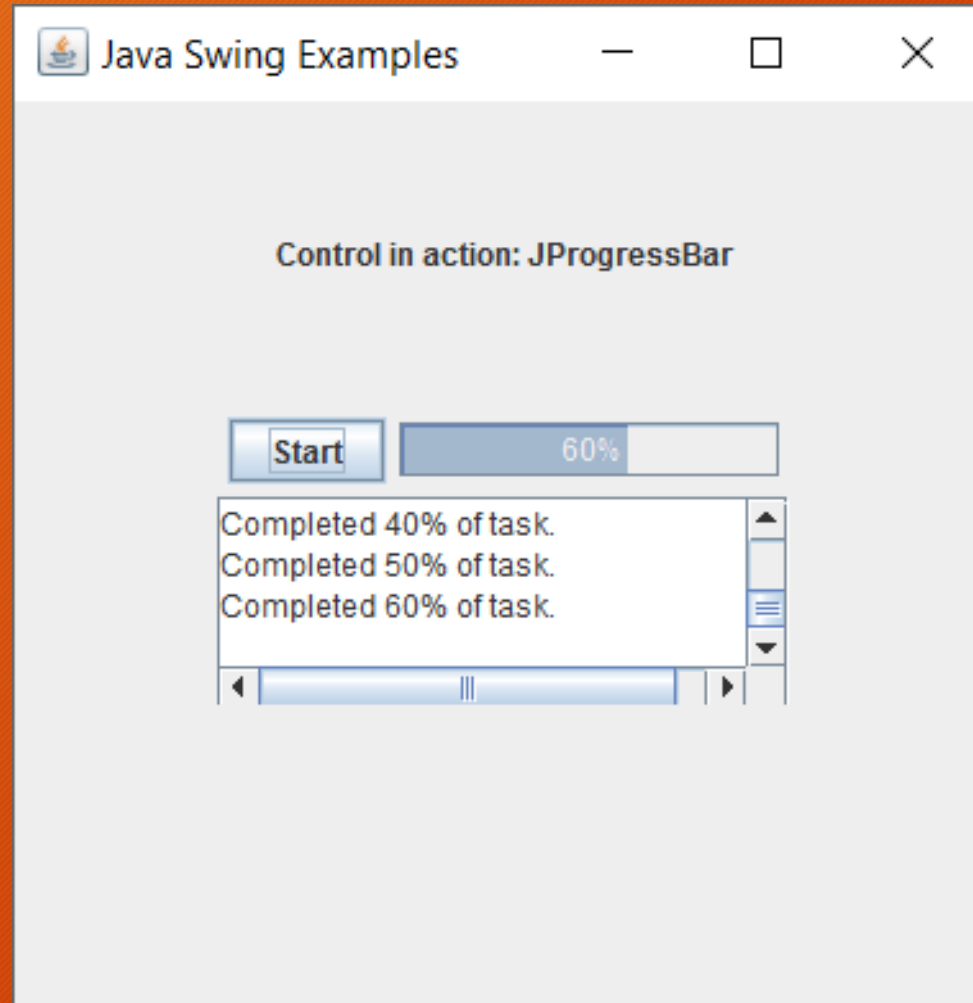 Java Swing Examples
Control in action: JProgressBar
Start
60%
Completed 40% of task.
Completed 50% of task.
Completed 60% of task.